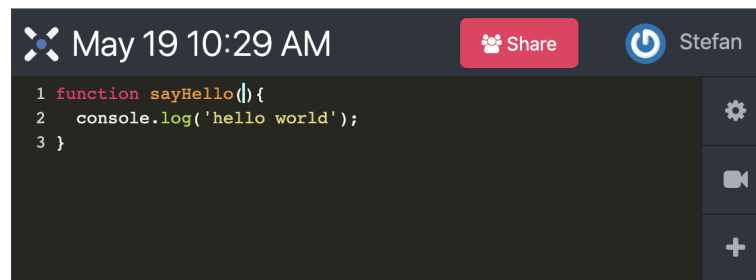 May 19 10:29 AM
Share
Stefan
1 function sayHello(){
2   console.log('hello world');
3 }